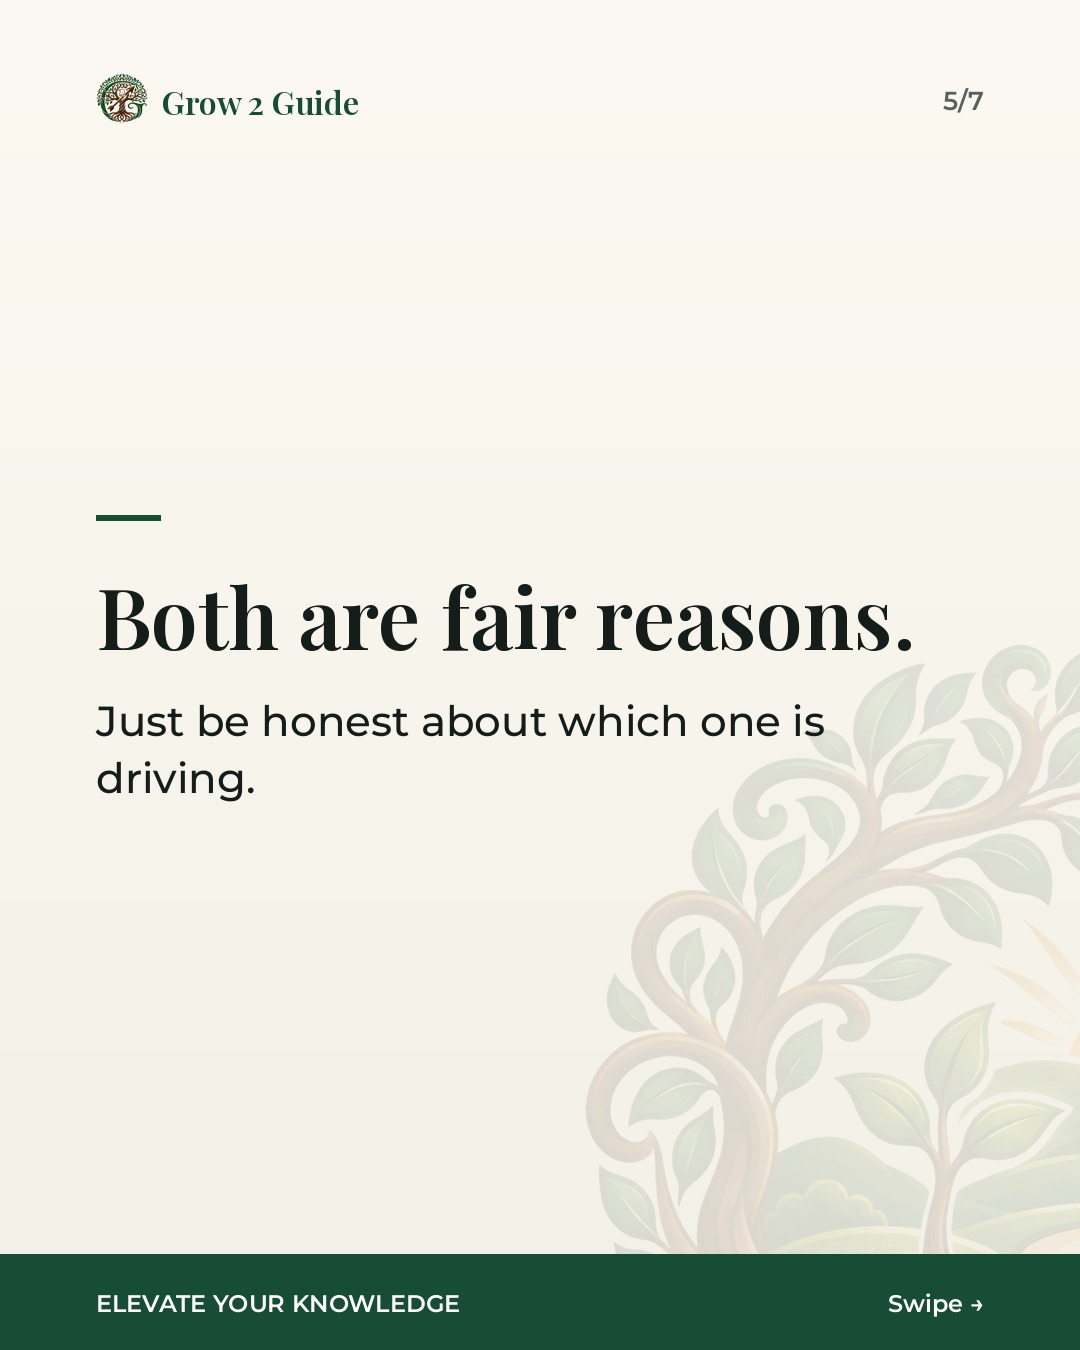 Grow 2 Guide
5/7
Both are fair reasons.
Just be honest about which one is
driving.
ELEVATE YOUR KNOWLEDGE
Swipe →